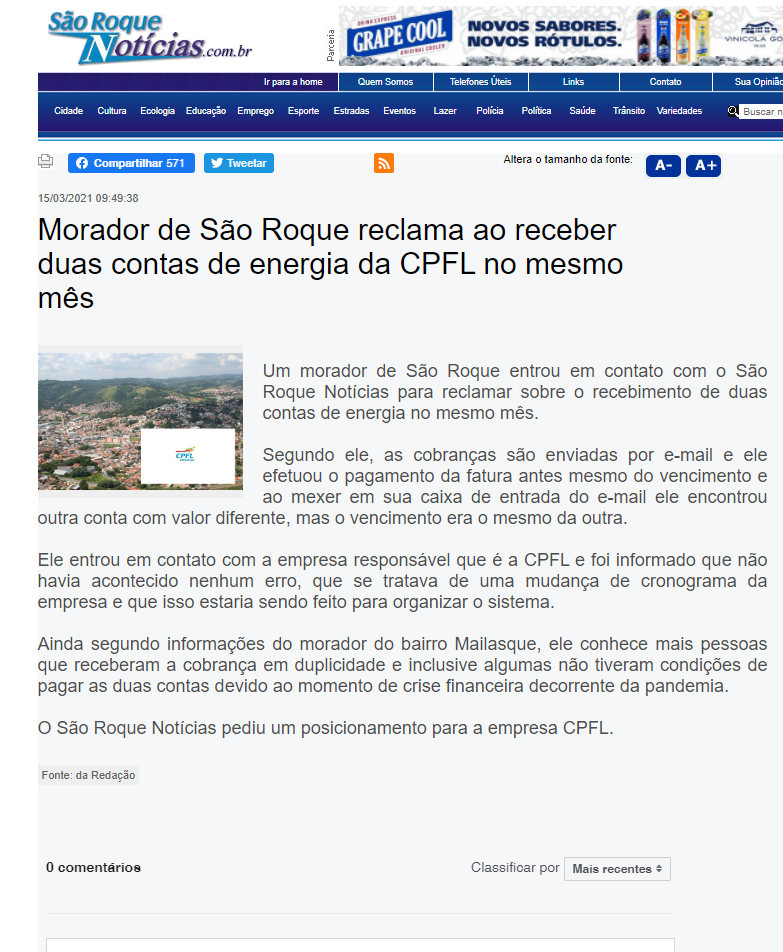 São Roque
Notícias.com.br
Parceria
DRINK EXPRESS
GRAPE COOL
ORIGINAL COOLER
NOVOS SABORES.
NOVOS RÓTULOS.
VINÍCOLA GÓ
Ir para a home
Quem Somos
Telefones Úteis
Links
Contato
Sua Opiniã
Cidade Cultura Ecologia Educação Emprego Esporte Estradas Eventos Lazer Polícia Política Saúde Trânsito Variedades
Buscar n
Compartilhar 571
Tweetar
Altera o tamanho da fonte:
A-
A+
15/03/2021 09:49:38
Morador de São Roque reclama ao receber
duas contas de energia da CPFL no mesmo
mês
CPFL
ENERGIA
Um morador de São Roque entrou em contato com o São
Roque Notícias para reclamar sobre o recebimento de duas
contas de energia no mesmo mês.
Segundo ele, as cobranças são enviadas por e-mail e ele
efetuou o pagamento da fatura antes mesmo do vencimento e
ao mexer em sua caixa de entrada do e-mail ele encontrou
outra conta com valor diferente, mas o vencimento era o mesmo da outra.
Ele entrou em contato com a empresa responsável que é a CPFL e foi informado que não
havia acontecido nenhum erro, que se tratava de uma mudança de cronograma da
empresa e que isso estaria sendo feito para organizar o sistema.
Ainda segundo informações do morador do bairro Mailasque, ele conhece mais pessoas
que receberam a cobrança em duplicidade e inclusive algumas não tiveram condições de
pagar as duas contas devido ao momento de crise financeira decorrente da pandemia.
O São Roque Notícias pediu um posicionamento para a empresa CPFL.
Fonte: da Redação
0 comentários
Classificar por
Mais recentes